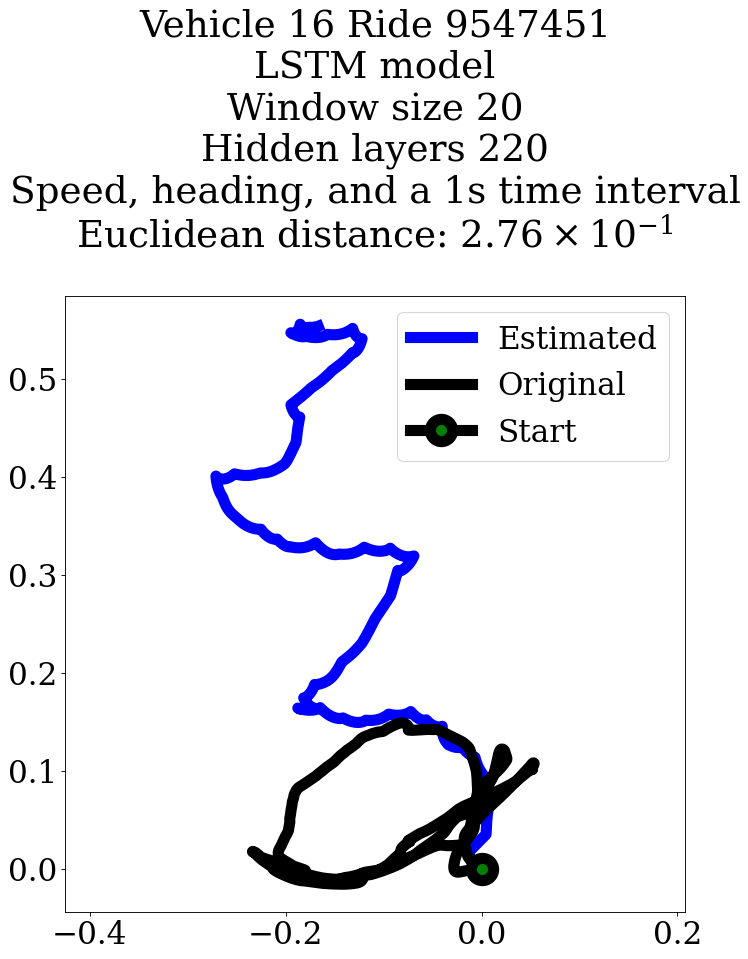 Vehicle 16 Ride 9547451
LSTM model
Window size 20
Hidden layers 220
Speed, heading, and a 1s time interval
Euclidean distance: 2.76 × 10⁻¹
Estimated
Original
Start
0.5
0.4
0.3
0.2
0.1
0.0
−0.4 −0.2 0.0 0.2